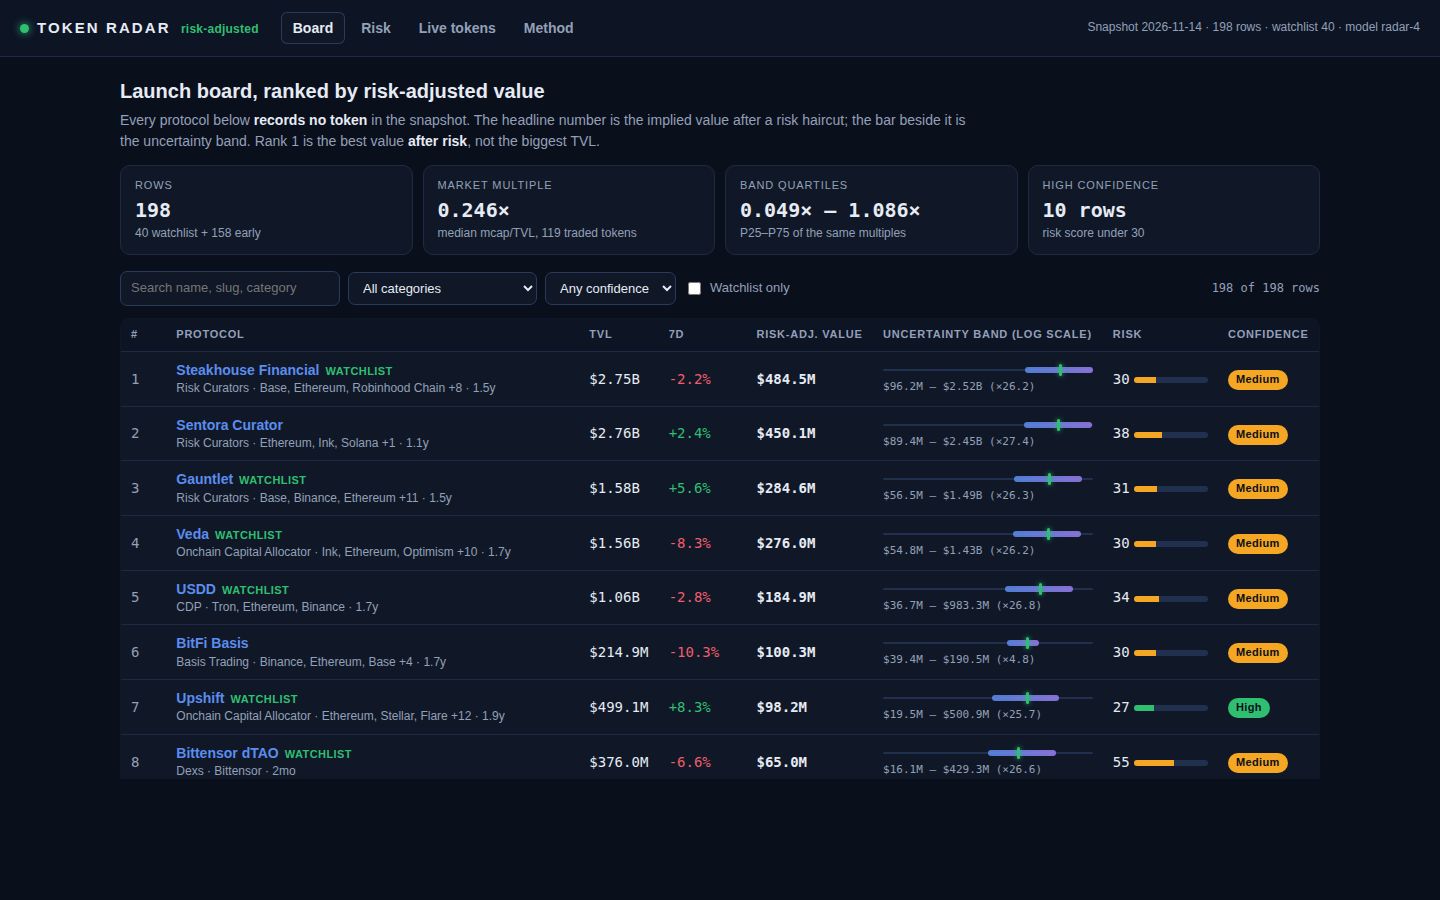 TOKEN RADAR risk-adjusted Board Risk Live tokens Method Snapshot 2026-11-14 · 198 rows · watchlist 40 · model radar-4
Launch board, ranked by risk-adjusted value
Every protocol below records no token in the snapshot. The headline number is the implied value after a risk haircut; the bar beside it is
the uncertainty band. Rank 1 is the best value after risk, not the biggest TVL.
ROWS
198
40 watchlist + 158 early
MARKET MULTIPLE
0.246×
median mcap/TVL, 119 traded tokens
BAND QUARTILES
0.049× — 1.086×
P25–P75 of the same multiples
HIGH CONFIDENCE
10 rows
risk score under 30
Search name, slug, category All categories Any confidence Watchlist only 198 of 198 rows
# PROTOCOL TVL 7D RISK-ADJ. VALUE UNCERTAINTY BAND (LOG SCALE) RISK CONFIDENCE
1 Steakhouse Financial WATCHLIST $2.75B -2.2% $484.5M 30 Medium
Risk Curators · Base, Ethereum, Robinhood Chain +8 · 1.5y $96.2M — $2.52B (×26.2)
2 Sentora Curator $2.76B +2.4% $450.1M 38 Medium
Risk Curators · Ethereum, Ink, Solana +1 · 1.1y $89.4M — $2.45B (×27.4)
3 Gauntlet WATCHLIST $1.58B +5.6% $284.6M 31 Medium
Risk Curators · Base, Binance, Ethereum +11 · 1.5y $56.5M — $1.49B (×26.3)
4 Veda WATCHLIST $1.56B -8.3% $276.0M 30 Medium
Onchain Capital Allocator · Ink, Ethereum, Optimism +10 · 1.7y $54.8M — $1.43B (×26.2)
5 USDD WATCHLIST $1.06B -2.8% $184.9M 34 Medium
CDP · Tron, Ethereum, Binance · 1.7y $36.7M — $983.3M (×26.8)
6 BitFi Basis $214.9M -10.3% $100.3M 30 Medium
Basis Trading · Binance, Ethereum, Base +4 · 1.7y $39.4M — $190.5M (×4.8)
7 Upshift WATCHLIST $499.1M +8.3% $98.2M 27 High
Onchain Capital Allocator · Ethereum, Stellar, Flare +12 · 1.9y $19.5M — $500.9M (×25.7)
8 Bittensor dTAO WATCHLIST $376.0M -6.6% $65.0M 55 Medium
Dexs · Bittensor · 2mo $16.1M — $429.3M (×26.6)